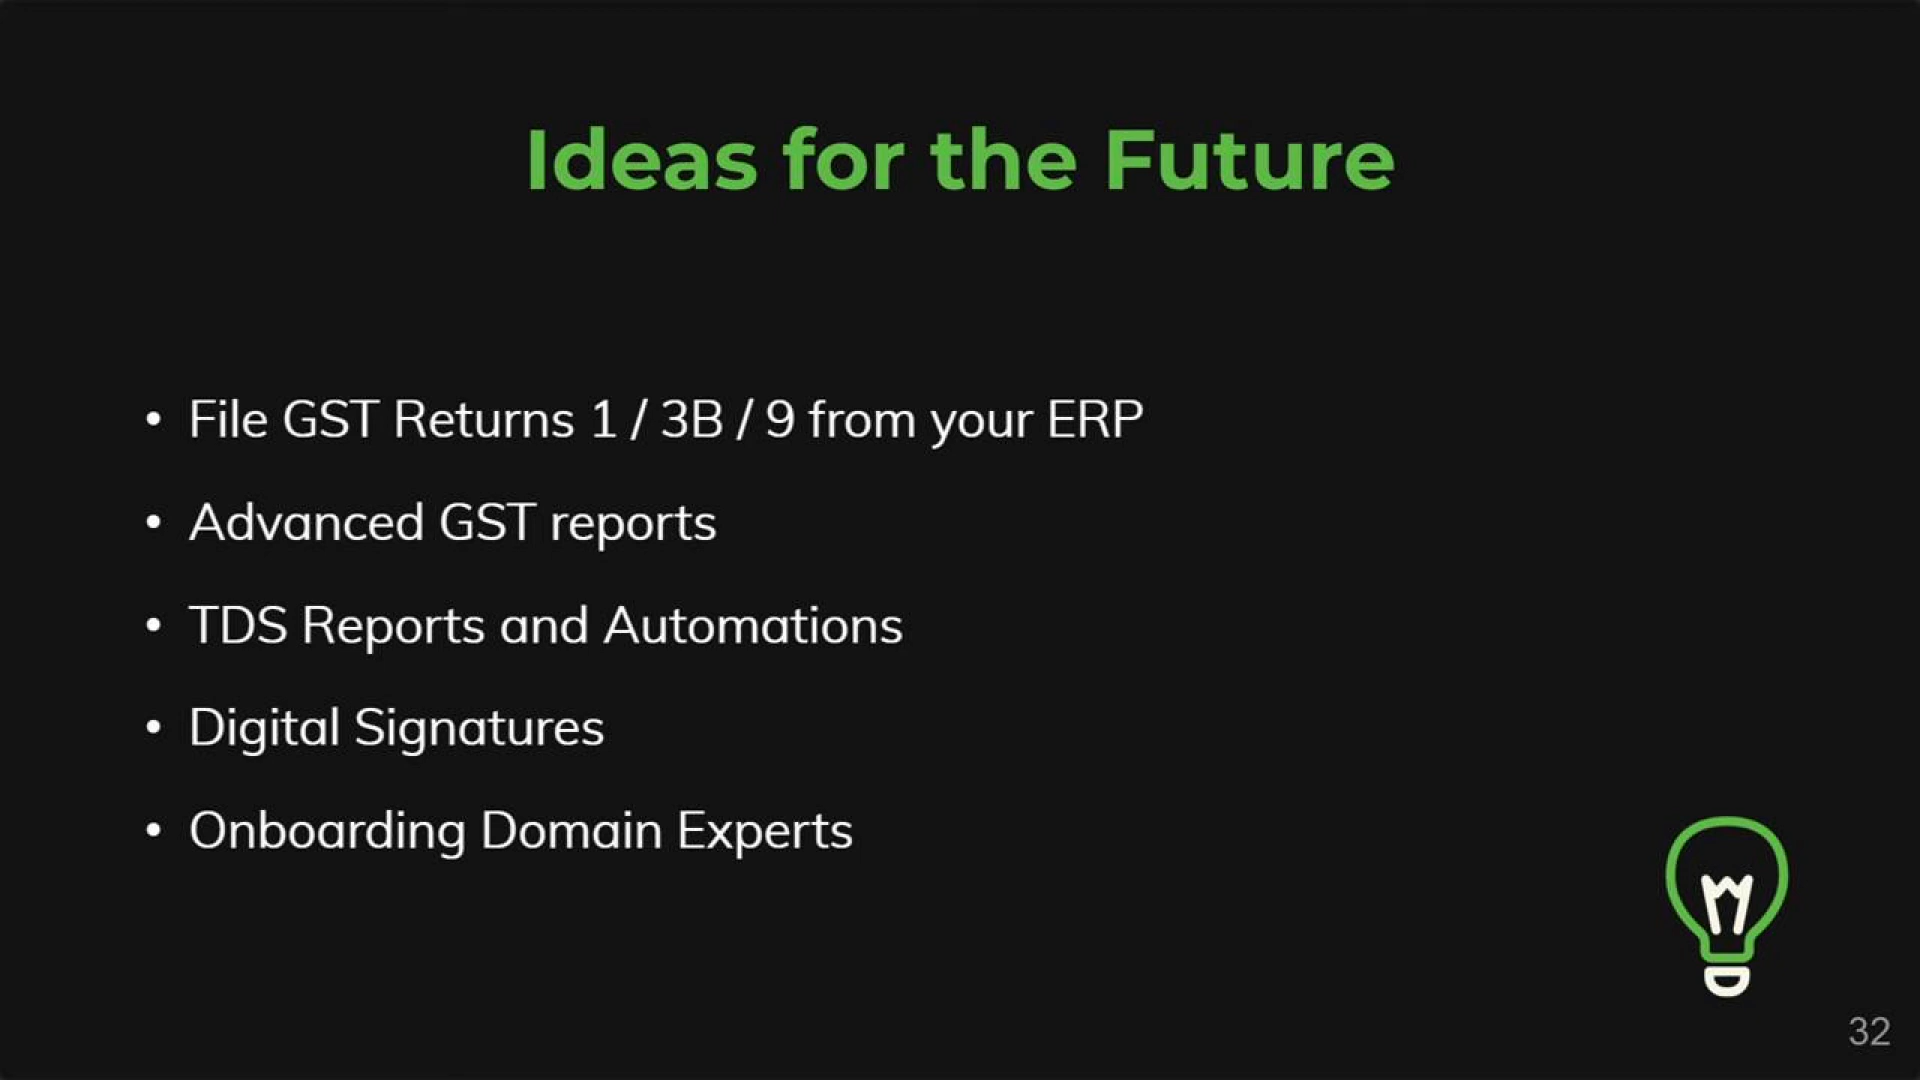 Ideas for the Future
• File GST Returns 1 / 3B / 9 from your ERP
• Advanced GST reports
• TDS Reports and Automations
• Digital Signatures
• Onboarding Domain Experts
32